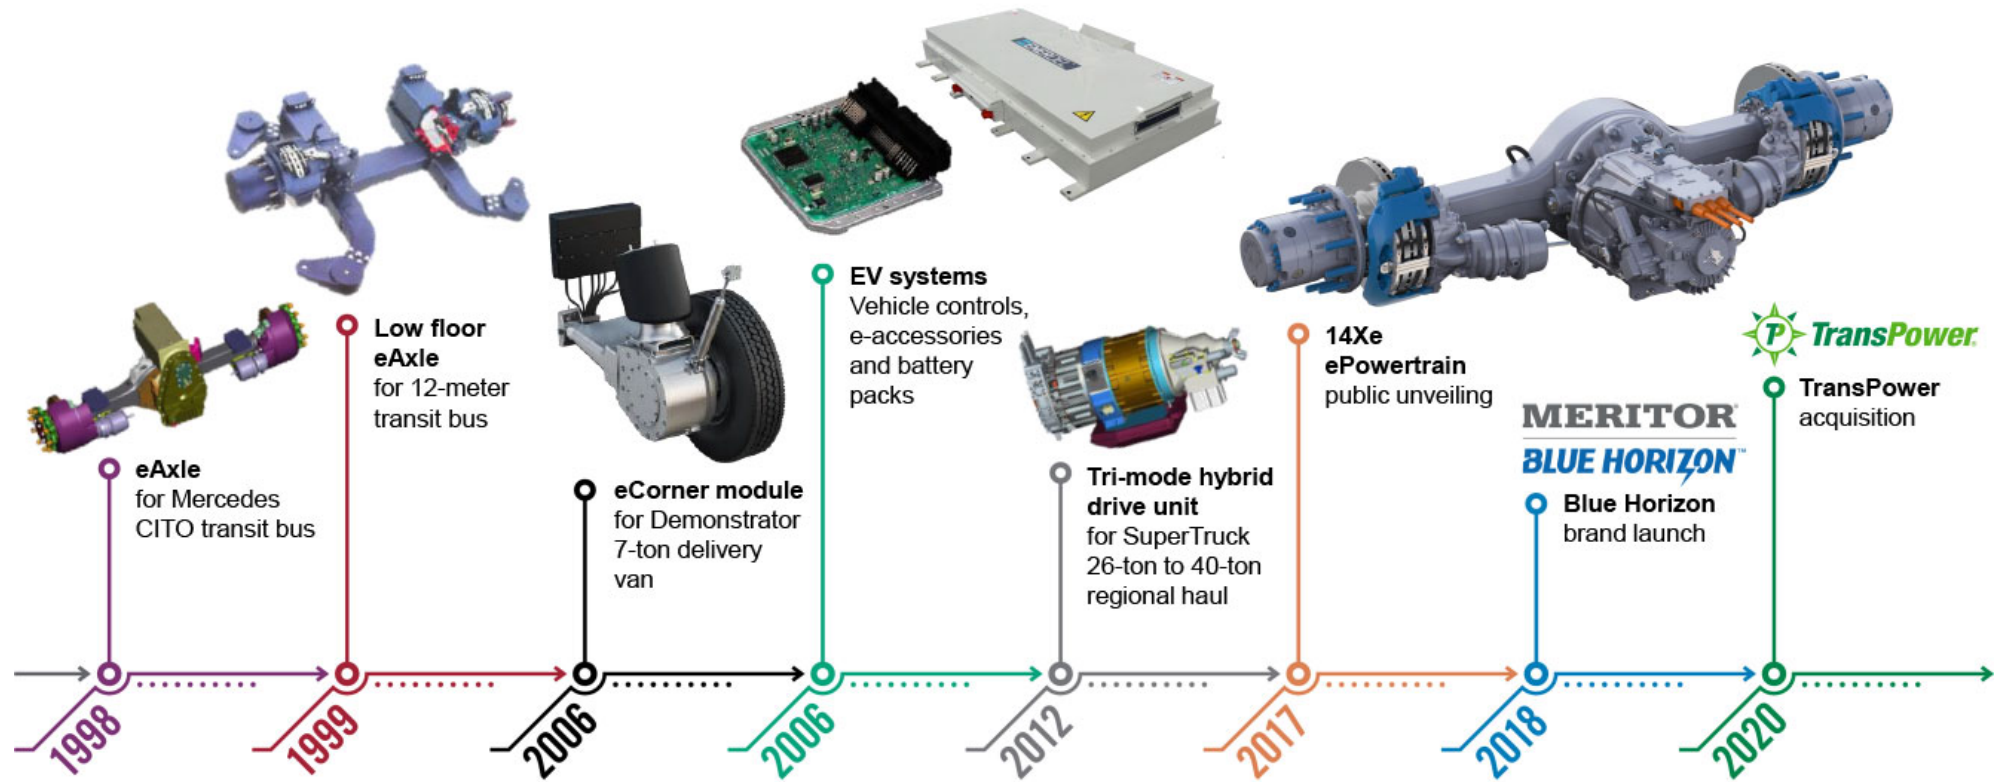 eAxle
for Mercedes
CITO transit bus
1998
Low floor
eAxle
for 12-meter
transit bus
1999
eCorner module
for Demonstrator
7-ton delivery
van
2006
EV systems
Vehicle controls,
e-accessories
and battery
packs
2006
Tri-mode hybrid
drive unit
for SuperTruck
26-ton to 40-ton
regional haul
2012
14Xe
ePowertrain
public unveiling
2017
MERITOR
BLUE HORIZON™
Blue Horizon
brand launch
2018
TP TransPower
TransPower
acquisition
2020